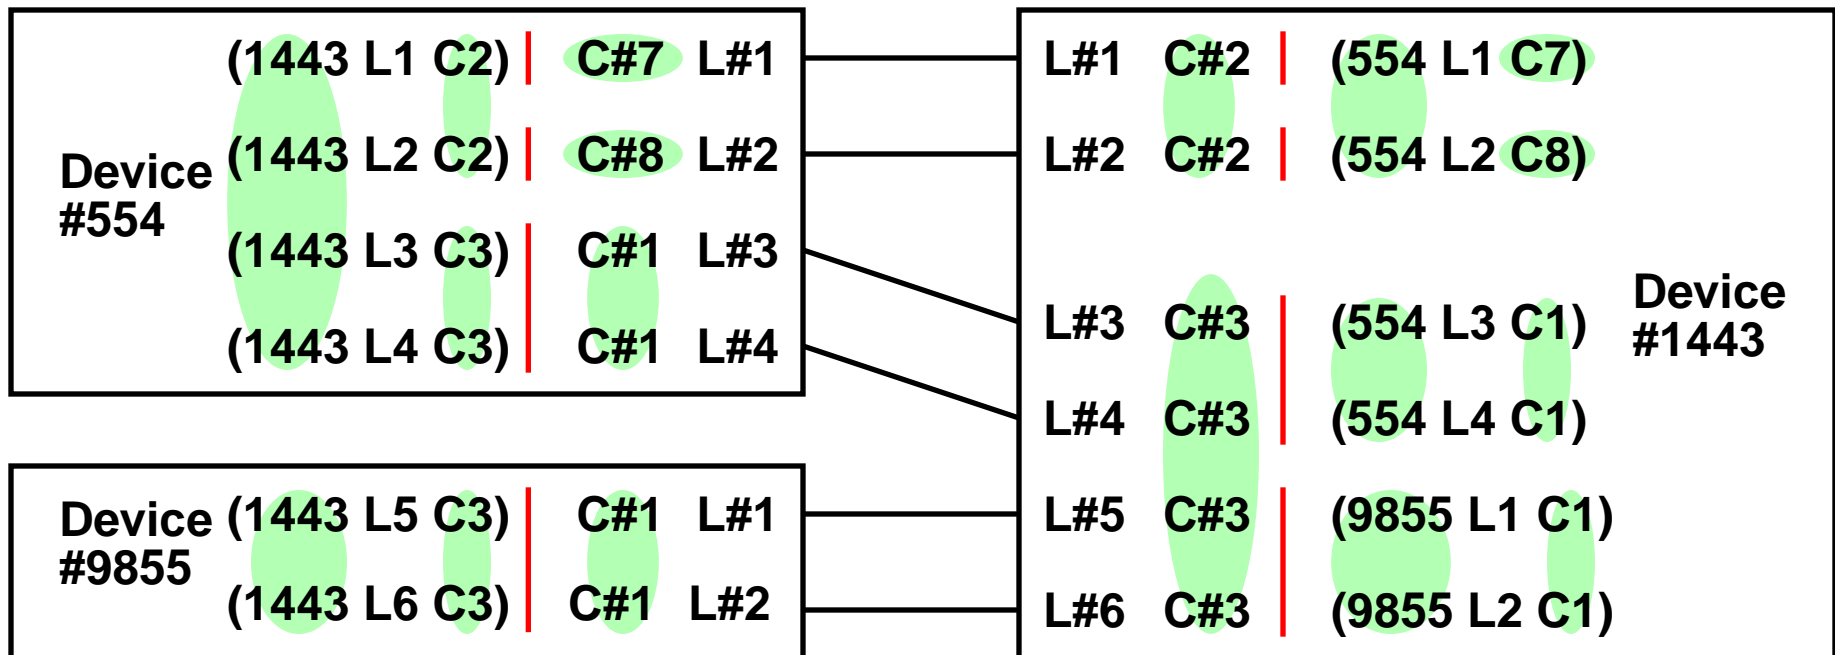 (1443 L1 C2) C#7 L#1
(1443 L2 C2) C#8 L#2
Device
#554
(1443 L3 C3) C#1 L#3
(1443 L4 C3) C#1 L#4
Device
#9855
(1443 L5 C3) C#1 L#1
(1443 L6 C3) C#1 L#2
L#1 C#2 (554 L1 C7)
L#2 C#2 (554 L2 C8)
L#3 C#3 (554 L3 C1)
Device
#1443
L#4 C#3 (554 L4 C1)
L#5 C#3 (9855 L1 C1)
L#6 C#3 (9855 L2 C1)